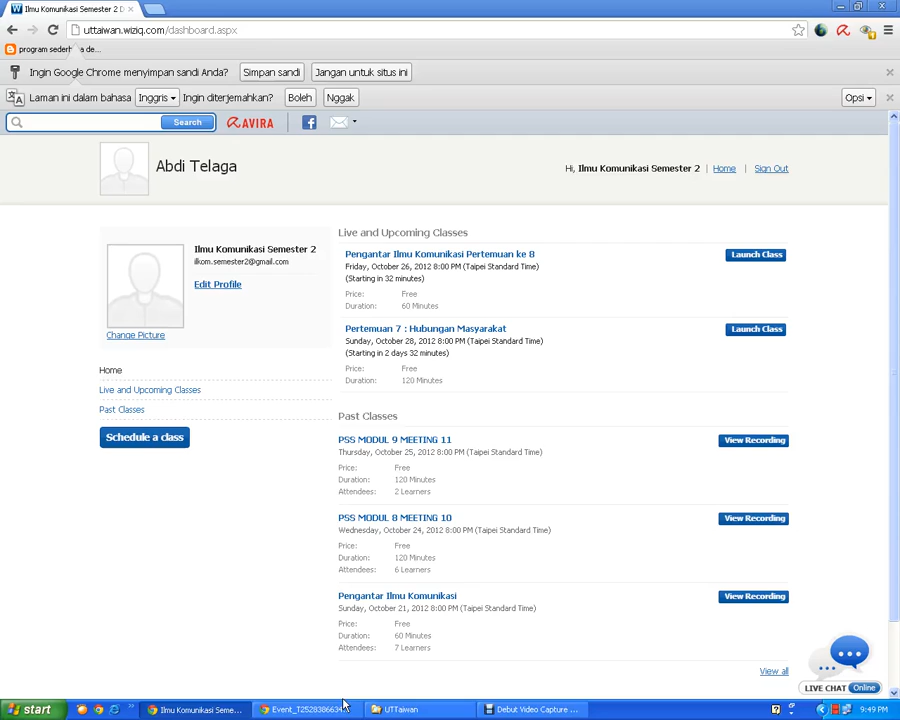 Ilmu Komunikasi Semester 2 D
uttaiwan.wiziq.com/dashboard.aspx
program sederhana de...
Ingin Google Chrome menyimpan sandi Anda? Simpan sandi Jangan untuk situs ini
Laman ini dalam bahasa Inggris Ingin diterjemahkan? Boleh Nggak Opsi
Search AVIRA
Abdi Telaga
Hi, Ilmu Komunikasi Semester 2 | Home | Sign Out
Ilmu Komunikasi Semester 2
ilkom.semester2@gmail.com
Edit Profile
Change Picture
Home
Live and Upcoming Classes
Past Classes
Schedule a class
Live and Upcoming Classes
Pengantar Ilmu Komunikasi Pertemuan ke 8 Launch Class
Friday, October 26, 2012 8:00 PM (Taipei Standard Time)
(Starting in 32 minutes)
Price: Free
Duration: 60 Minutes
Pertemuan 7 : Hubungan Masyarakat Launch Class
Sunday, October 28, 2012 8:00 PM (Taipei Standard Time)
(Starting in 2 days 32 minutes)
Price: Free
Duration: 120 Minutes
Past Classes
PSS MODUL 9 MEETING 11 View Recording
Thursday, October 25, 2012 8:00 PM (Taipei Standard Time)
Price: Free
Duration: 120 Minutes
Attendees: 2 Learners
PSS MODUL 8 MEETING 10 View Recording
Wednesday, October 24, 2012 8:00 PM (Taipei Standard Time)
Price: Free
Duration: 120 Minutes
Attendees: 6 Learners
Pengantar Ilmu Komunikasi View Recording
Sunday, October 21, 2012 8:00 PM (Taipei Standard Time)
Price: Free
Duration: 60 Minutes
Attendees: 7 Learners
View all
LIVE CHAT Online
start Ilmu Komunikasi Seme... UTTaiwan Debut Video Capture ... 9:49 PM